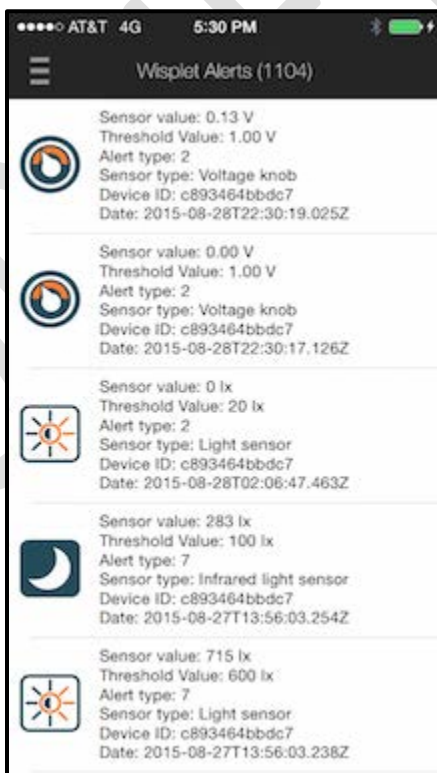 AT&T 4G 5:30 PM
Wisplet Alerts (1104)
Sensor value: 0.13 V
Threshold Value: 1.00 V
Alert type: 2
Sensor type: Voltage knob
Device ID: c893464bbdc7
Date: 2015-08-28T22:30:19.025Z
Sensor value: 0.00 V
Threshold Value: 1.00 V
Alert type: 2
Sensor type: Voltage knob
Device ID: c893464bbdc7
Date: 2015-08-28T22:30:17.126Z
Sensor value: 0 lx
Threshold Value: 20 lx
Alert type: 2
Sensor type: Light sensor
Device ID: c893464bbdc7
Date: 2015-08-28T02:06:47.463Z
Sensor value: 283 lx
Threshold Value: 100 lx
Alert type: 7
Sensor type: Infrared light sensor
Device ID: c893464bbdc7
Date: 2015-08-27T13:56:03.254Z
Sensor value: 715 lx
Threshold Value: 600 lx
Alert type: 7
Sensor type: Light sensor
Device ID: c893464bbdc7
Date: 2015-08-27T13:56:03.238Z